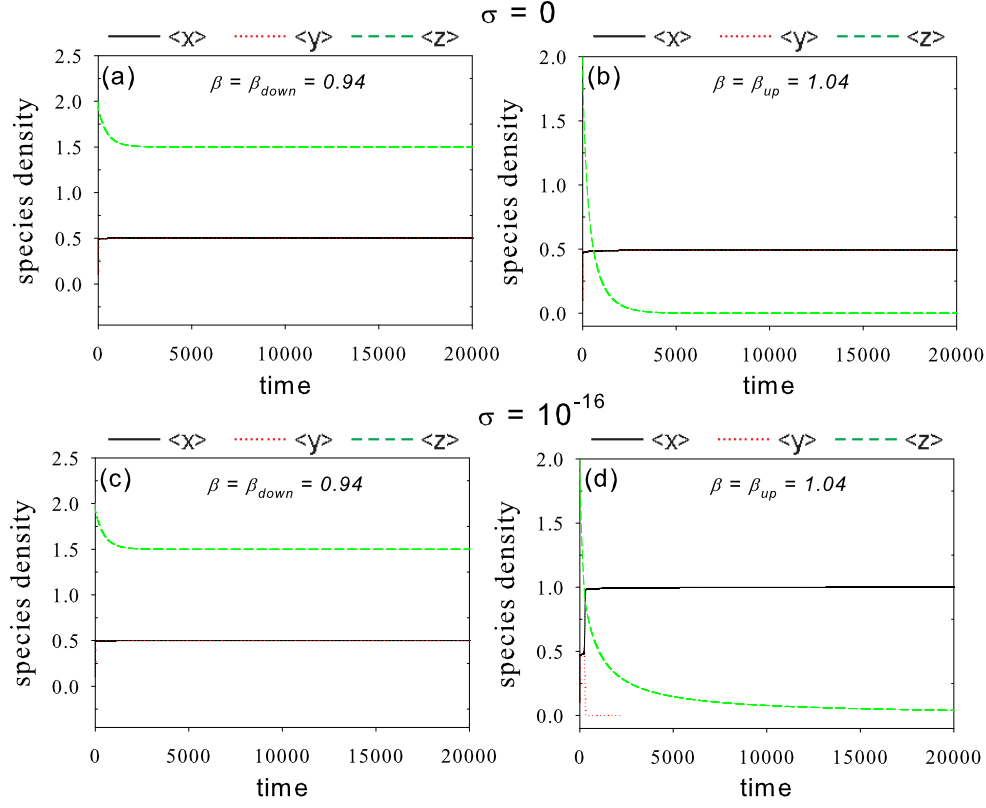 σ = 0
<x> <y> <z> <x> <y> <z>
(a) β = β_down = 0.94
2.5
2.0
1.5
1.0
0.5
0.0
species density
0 5000 10000 15000 20000
time
(b) β = β_up = 1.04
2.0
1.5
1.0
0.5
0.0
species density
0 5000 10000 15000 20000
time
σ = 10^-16
<x> <y> <z> <x> <y> <z>
(c) β = β_down = 0.94
2.5
2.0
1.5
1.0
0.5
0.0
species density
0 5000 10000 15000 20000
time
(d) β = β_up = 1.04
2.0
1.5
1.0
0.5
0.0
species density
0 5000 10000 15000 20000
time